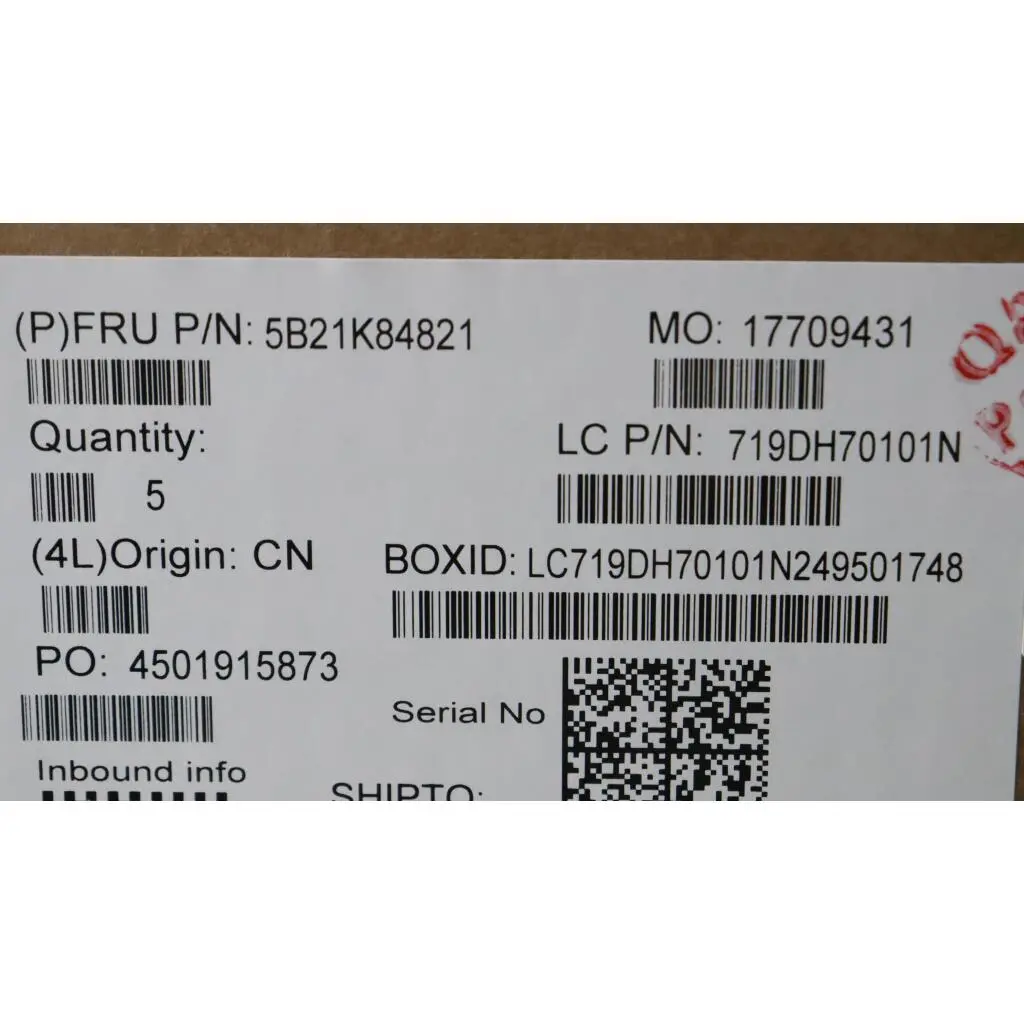 (P)FRU P/N: 5B21K84821
MO: 17709431
Quantity:
5
LC P/N: 719DH70101N
(4L)Origin: CN
BOXID: LC719DH70101N249501748
PO: 4501915873
Serial No
Inbound info
SHIPTO: